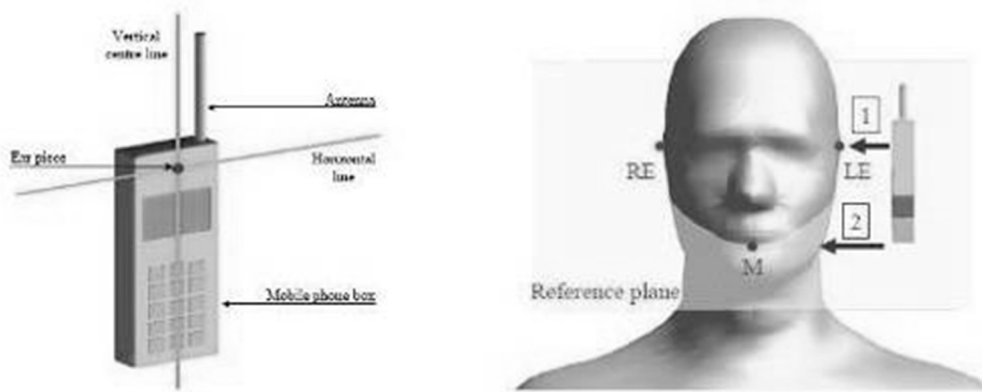 Vertical
centre line
Antenna
Ear piece
Horizontal
line
Mobile phone box
1
RE
LE
2
M
Reference plane